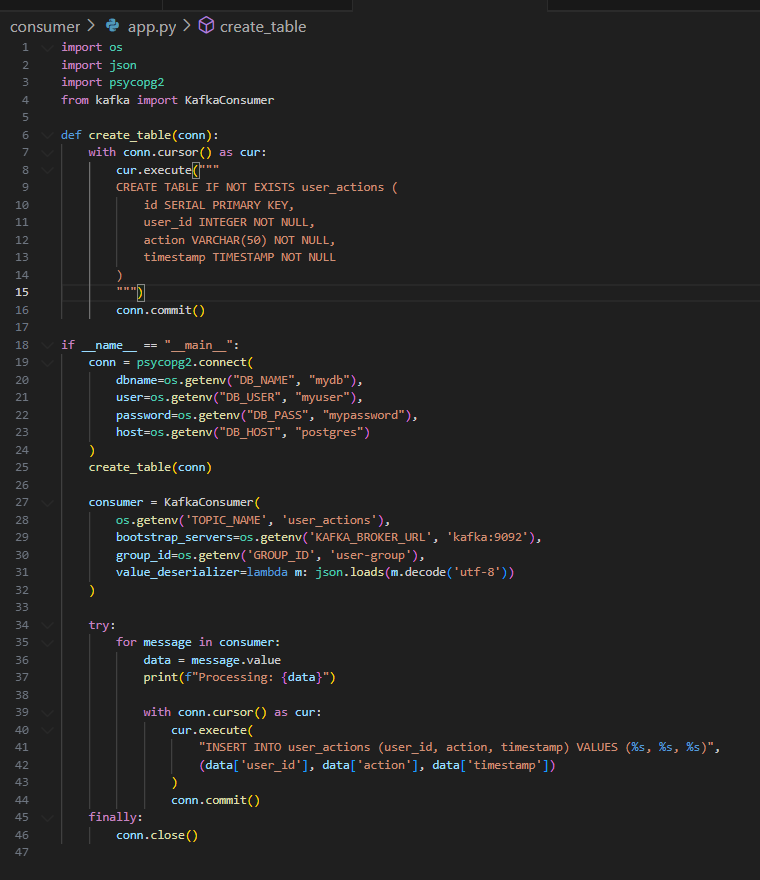 consumer > app.py > create_table
1 import os
2 import json
3 import psycopg2
4 from kafka import KafkaConsumer
5
6 def create_table(conn):
7     with conn.cursor() as cur:
8         cur.execute("""
9         CREATE TABLE IF NOT EXISTS user_actions (
10             id SERIAL PRIMARY KEY,
11             user_id INTEGER NOT NULL,
12             action VARCHAR(50) NOT NULL,
13             timestamp TIMESTAMP NOT NULL
14         )
15         """)
16         conn.commit()
17
18 if __name__ == "__main__":
19     conn = psycopg2.connect(
20         dbname=os.getenv("DB_NAME", "mydb"),
21         user=os.getenv("DB_USER", "myuser"),
22         password=os.getenv("DB_PASS", "mypassword"),
23         host=os.getenv("DB_HOST", "postgres")
24     )
25     create_table(conn)
26
27     consumer = KafkaConsumer(
28         os.getenv('TOPIC_NAME', 'user_actions'),
29         bootstrap_servers=os.getenv('KAFKA_BROKER_URL', 'kafka:9092'),
30         group_id=os.getenv('GROUP_ID', 'user-group'),
31         value_deserializer=lambda m: json.loads(m.decode('utf-8'))
32     )
33
34     try:
35         for message in consumer:
36             data = message.value
37             print(f"Processing: {data}")
38
39             with conn.cursor() as cur:
40                 cur.execute(
41                     "INSERT INTO user_actions (user_id, action, timestamp) VALUES (%s, %s, %s)",
42                     (data['user_id'], data['action'], data['timestamp'])
43                 )
44                 conn.commit()
45     finally:
46         conn.close()
47